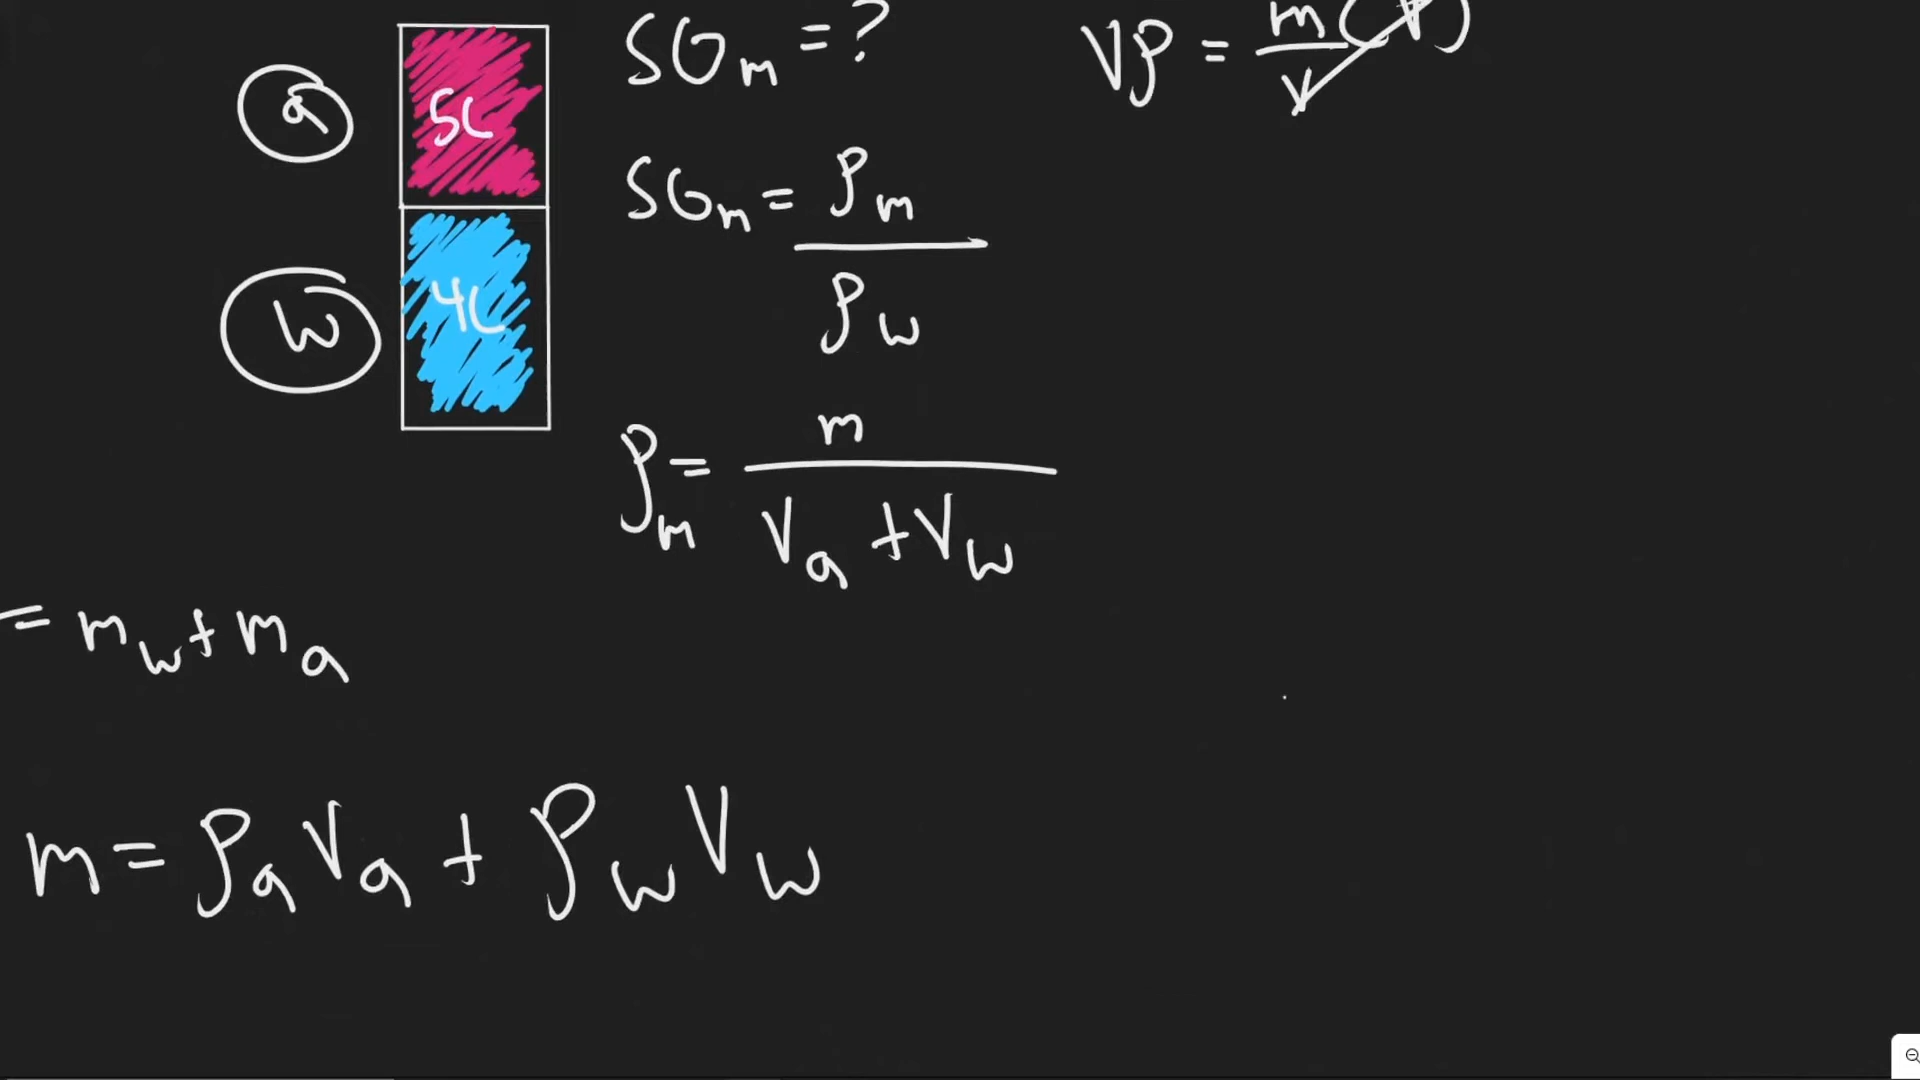 a
5L
SG_m = ?
Vρ = m(V)/V
SG_m = ρ_m/ρ_w
w
4L
ρ_m = m/(V_a + V_w)
= m_w + m_a
m = ρ_a V_a + ρ_w V_w